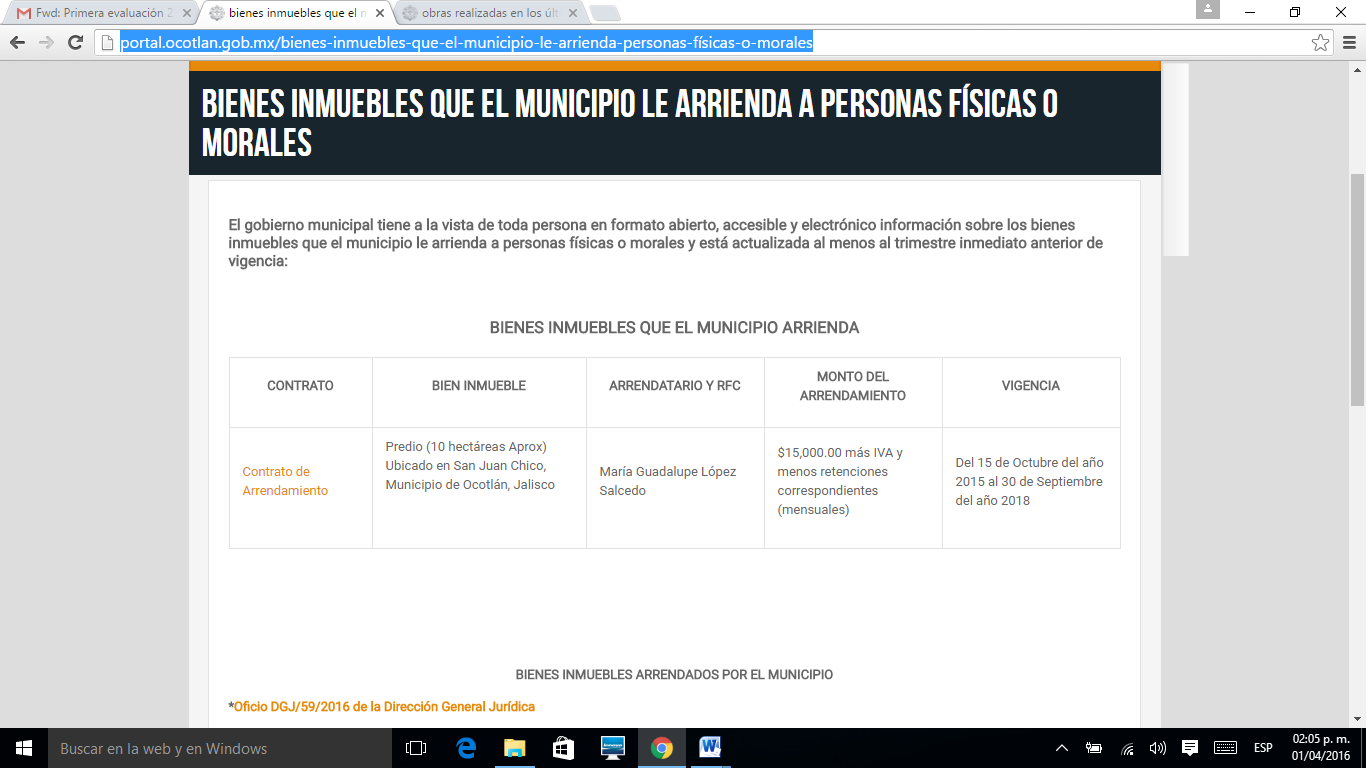 Fwd: Primera evaluación 2
bienes inmuebles que el n
obras realizadas en los últ
portal.ocotlan.gob.mx/bienes-inmuebles-que-el-municipio-le-arrienda-personas-físicas-o-morales
BIENES INMUEBLES QUE EL MUNICIPIO LE ARRIENDA A PERSONAS FÍSICAS O
MORALES
El gobierno municipal tiene a la vista de toda persona en formato abierto, accesible y electrónico información sobre los bienes
inmuebles que el municipio le arrienda a personas físicas o morales y está actualizada al menos al trimestre inmediato anterior de
vigencia:
BIENES INMUEBLES QUE EL MUNICIPIO ARRIENDA
CONTRATO
BIEN INMUEBLE
ARRENDATARIO Y RFC
MONTO DEL
ARRENDAMIENTO
VIGENCIA
Contrato de
Arrendamiento
Predio (10 hectáreas Aprox)
Ubicado en San Juan Chico,
Municipio de Ocotlán, Jalisco
María Guadalupe López
Salcedo
$15,000.00 más IVA y
menos retenciones
correspondientes
(mensuales)
Del 15 de Octubre del año
2015 al 30 de Septiembre
del año 2018
BIENES INMUEBLES ARRENDADOS POR EL MUNICIPIO
*Oficio DGJ/59/2016 de la Dirección General Jurídica
Buscar en la web y en Windows
ESP
02:05 p. m.
01/04/2016